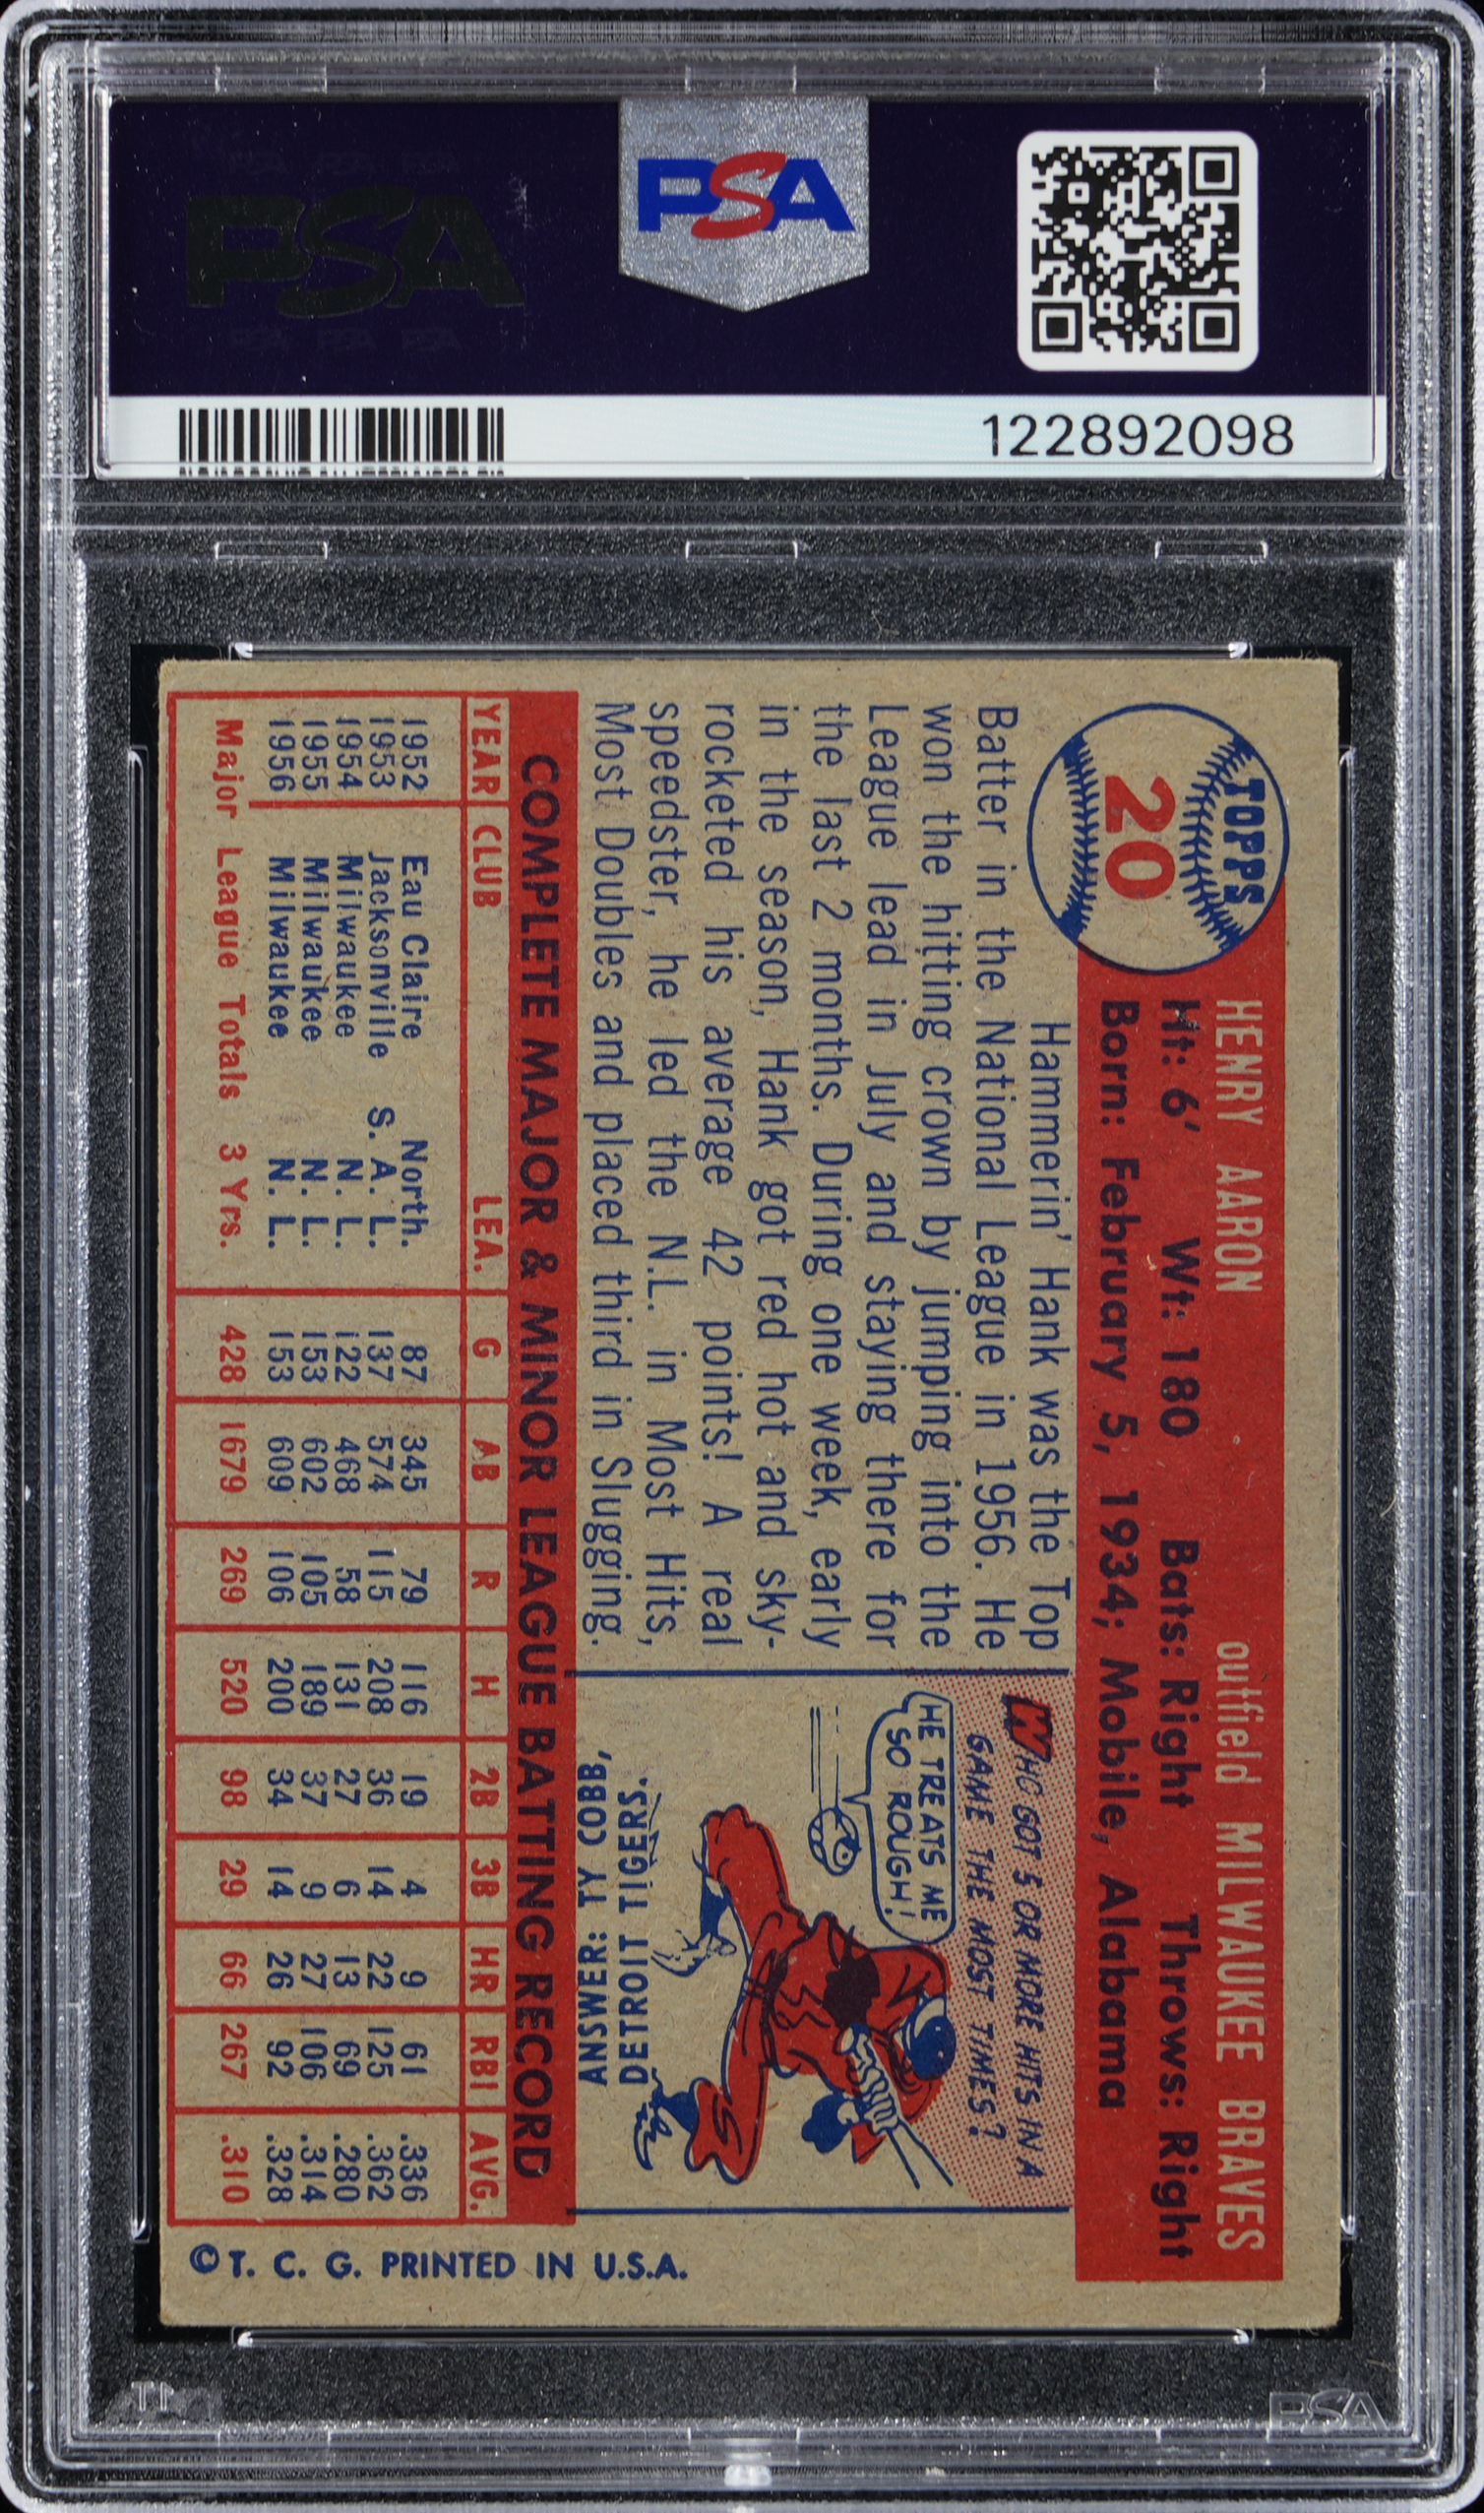 PSA
PSA
122892098
TOPPS
20
HENRY AARON outfield MILWAUKEE BRAVES
Ht: 6' Wt: 180 Bats: Right Throws: Right
Born: February 5, 1934; Mobile, Alabama
Hammerin' Hank was the Top
Batter in the National League in 1956. He
won the hitting crown by jumping into the
League lead in July and staying there for
the last 2 months. During one week, early
in the season, Hank got red hot and sky-
rocketed his average 42 points! A real
speedster, he led the N.L. in Most Hits,
Most Doubles and placed third in Slugging.
WHO GOT 5 OR MORE HITS IN A
GAME THE MOST TIMES?
HE TREATS ME
SO ROUGH!
ANSWER: TY COBB,
DETROIT TIGERS.
COMPLETE MAJOR & MINOR LEAGUE BATTING RECORD
YEAR CLUB LEA. G AB R H 2B 3B HR RBI AVG.
1952 Eau Claire North. 87 345 79 116 19 4 9 61 .336
1953 Jacksonville S. A. L. 137 574 115 208 36 14 22 125 .362
1954 Milwaukee N. L. 122 468 58 131 27 6 13 69 .280
1955 Milwaukee N. L. 153 602 105 189 37 9 27 106 .314
1956 Milwaukee N. L. 153 609 106 200 34 14 26 92 .328
Major League Totals 3 Yrs. 428 1679 269 520 98 29 66 267 .310
© T. C. G. PRINTED IN U.S.A.
PSA